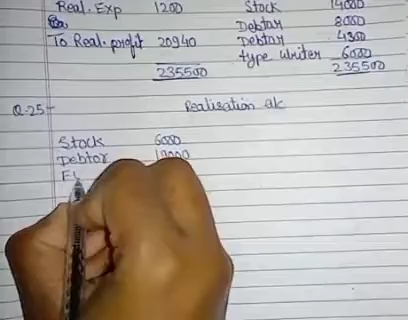 Real. Exp 1200 Stock 14000
Debtor 8000
To Real. profit 20940 Debtor 4300
type writer 6000
235500 235500
Q.25 Realisation a/c
Stock 6000
Debtor 19000
F